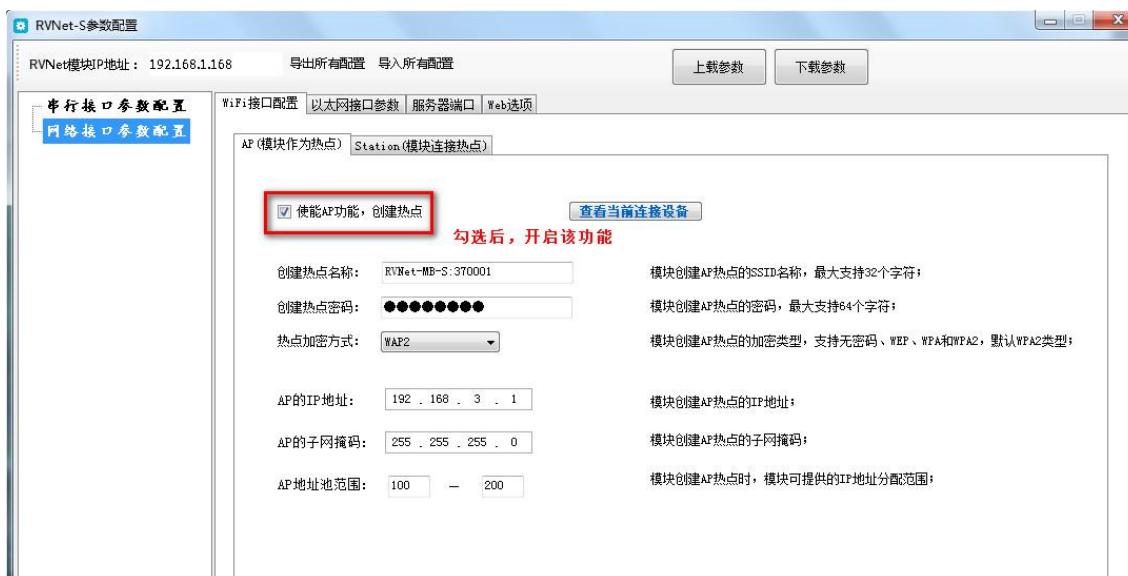 RVNet-S参数配置
RVNet模块IP地址： 192.168.1.168 导出所有配置 导入所有配置 上载参数 下载参数
串行接口参数配置
网络接口参数配置
WiFi接口配置 以太网接口参数 服务器端口 Web选项
AP(模块作为热点) Station(模块连接热点)
使能AP功能，创建热点 查看当前连接设备
勾选后，开启该功能
创建热点名称： RVNet-MB-S:370001 模块创建AP热点的SSID名称，最大支持32个字符；
创建热点密码： ●●●●●●●● 模块创建AP热点的密码，最大支持64个字符；
热点加密方式： WAP2 模块创建AP热点的加密类型，支持无密码、WEP、WPA和WPA2，默认WPA2类型；
AP的IP地址： 192 . 168 . 3 . 1 模块创建AP热点的IP地址；
AP的子网掩码： 255 . 255 . 255 . 0 模块创建AP热点的子网掩码；
AP地址池范围： 100 — 200 模块创建AP热点时，模块可提供的IP地址分配范围；